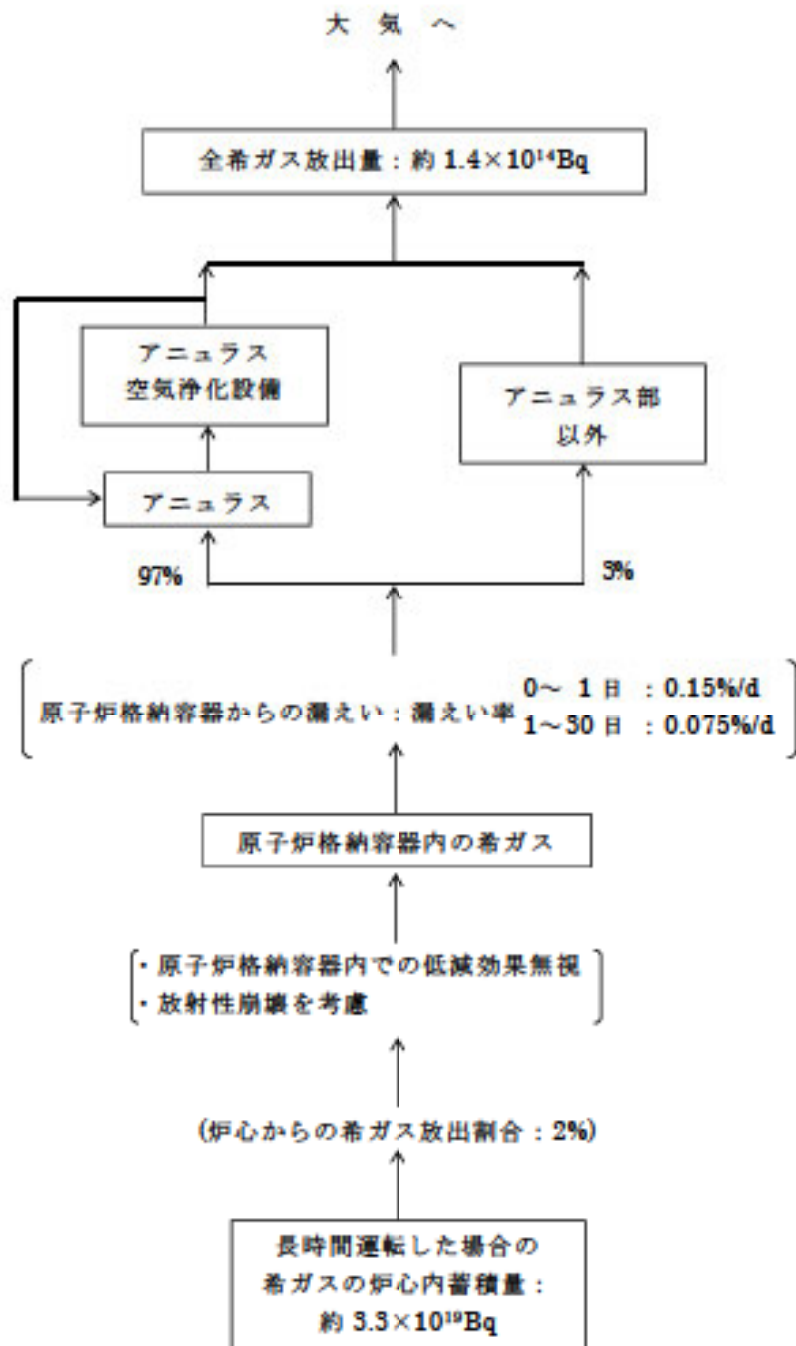 大 気 へ
全希ガス放出量：約 1.4×10¹⁴Bq
アニュラス
空気浄化設備
アニュラス部
以外
アニュラス
97%
3%
原子炉格納容器からの漏えい：漏えい率
0～ 1 日 ：0.15%/d
1～30 日 ：0.075%/d
原子炉格納容器内の希ガス
・原子炉格納容器内での低減効果無視
・放射性崩壊を考慮
(炉心からの希ガス放出割合：2%)
長時間運転した場合の
希ガスの炉心内蓄積量：
約 3.3×10¹⁹Bq